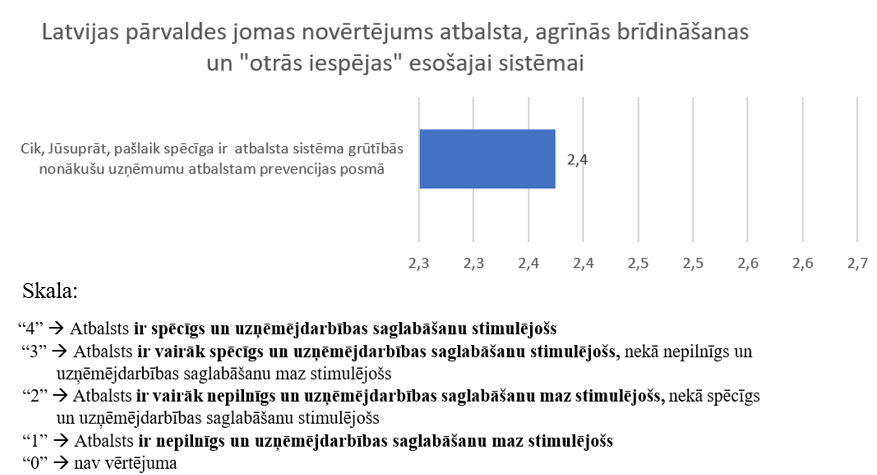 Latvijas pārvaldes jomas novērtējums atbalsta, agrīnās brīdināšanas
un "otrās iespējas" esošajai sistēmai
Cik, Jūsuprāt, pašlaik spēcīga ir atbalsta sistēma grūtībās
nonākušu uzņēmumu atbalstam prevencijas posmā
2,4
2,3 2,3 2,4 2,4 2,5 2,5 2,6 2,6 2,7
Skala:
“4” → Atbalsts ir spēcīgs un uzņēmējdarbības saglabāšanu stimulējošs
“3” → Atbalsts ir vairāk spēcīgs un uzņēmējdarbības saglabāšanu stimulējošs, nekā nepilnīgs un
uzņēmējdarbības saglabāšanu maz stimulējošs
“2” → Atbalsts ir vairāk nepilnīgs un uzņēmējdarbības saglabāšanu maz stimulējošs, nekā spēcīgs
un uzņēmējdarbības saglabāšanu stimulējošs
“1” → Atbalsts ir nepilnīgs un uzņēmējdarbības saglabāšanu maz stimulējošs
“0” → nav vērtējuma